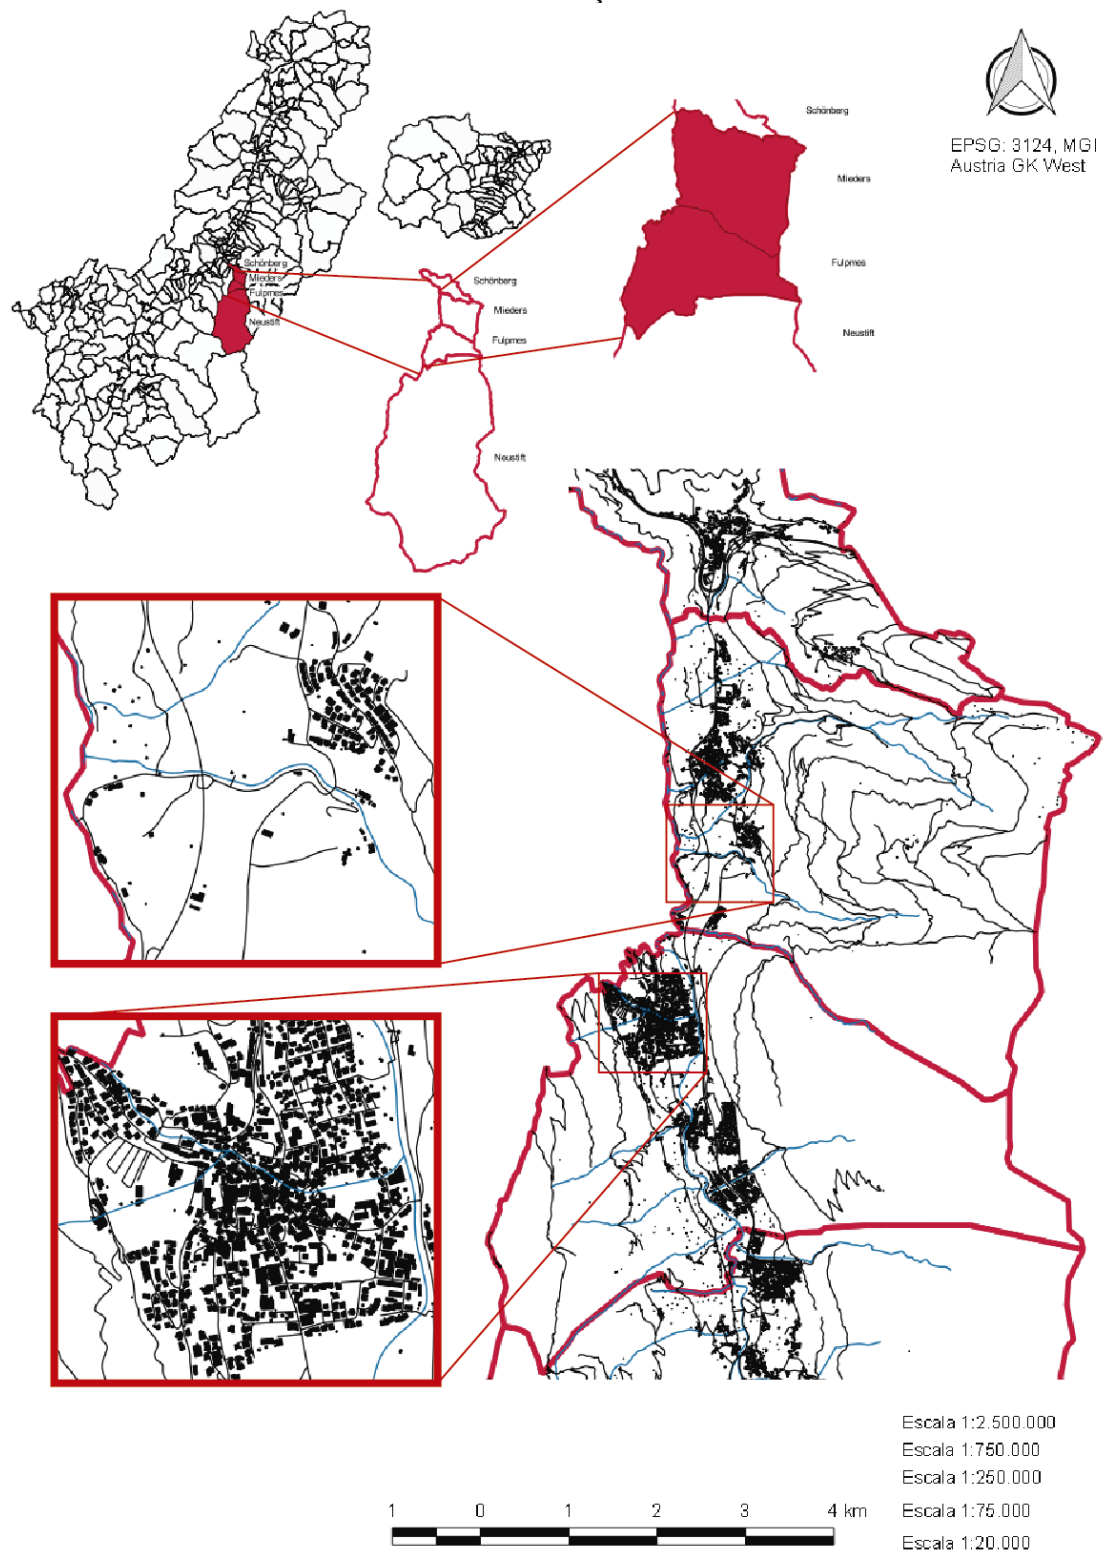 EPSG: 3124, MGI
Austria GK West
Schönberg
Mieders
Fulpmes
Neustift
Schönberg
Mieders
Fulpmes
Neustift
Schönberg
Mieders
Fulpmes
Neustift
Escala 1:2.500.000
Escala 1:750.000
Escala 1:250.000
Escala 1:75.000
Escala 1:20.000
1 0 1 2 3 4 km